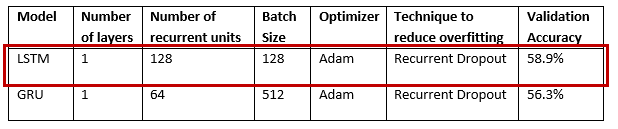 Model Number of layers Number of recurrent units Batch Size Optimizer Technique to reduce overfitting Validation Accuracy
LSTM 1 128 128 Adam Recurrent Dropout 58.9%
GRU 1 64 512 Adam Recurrent Dropout 56.3%